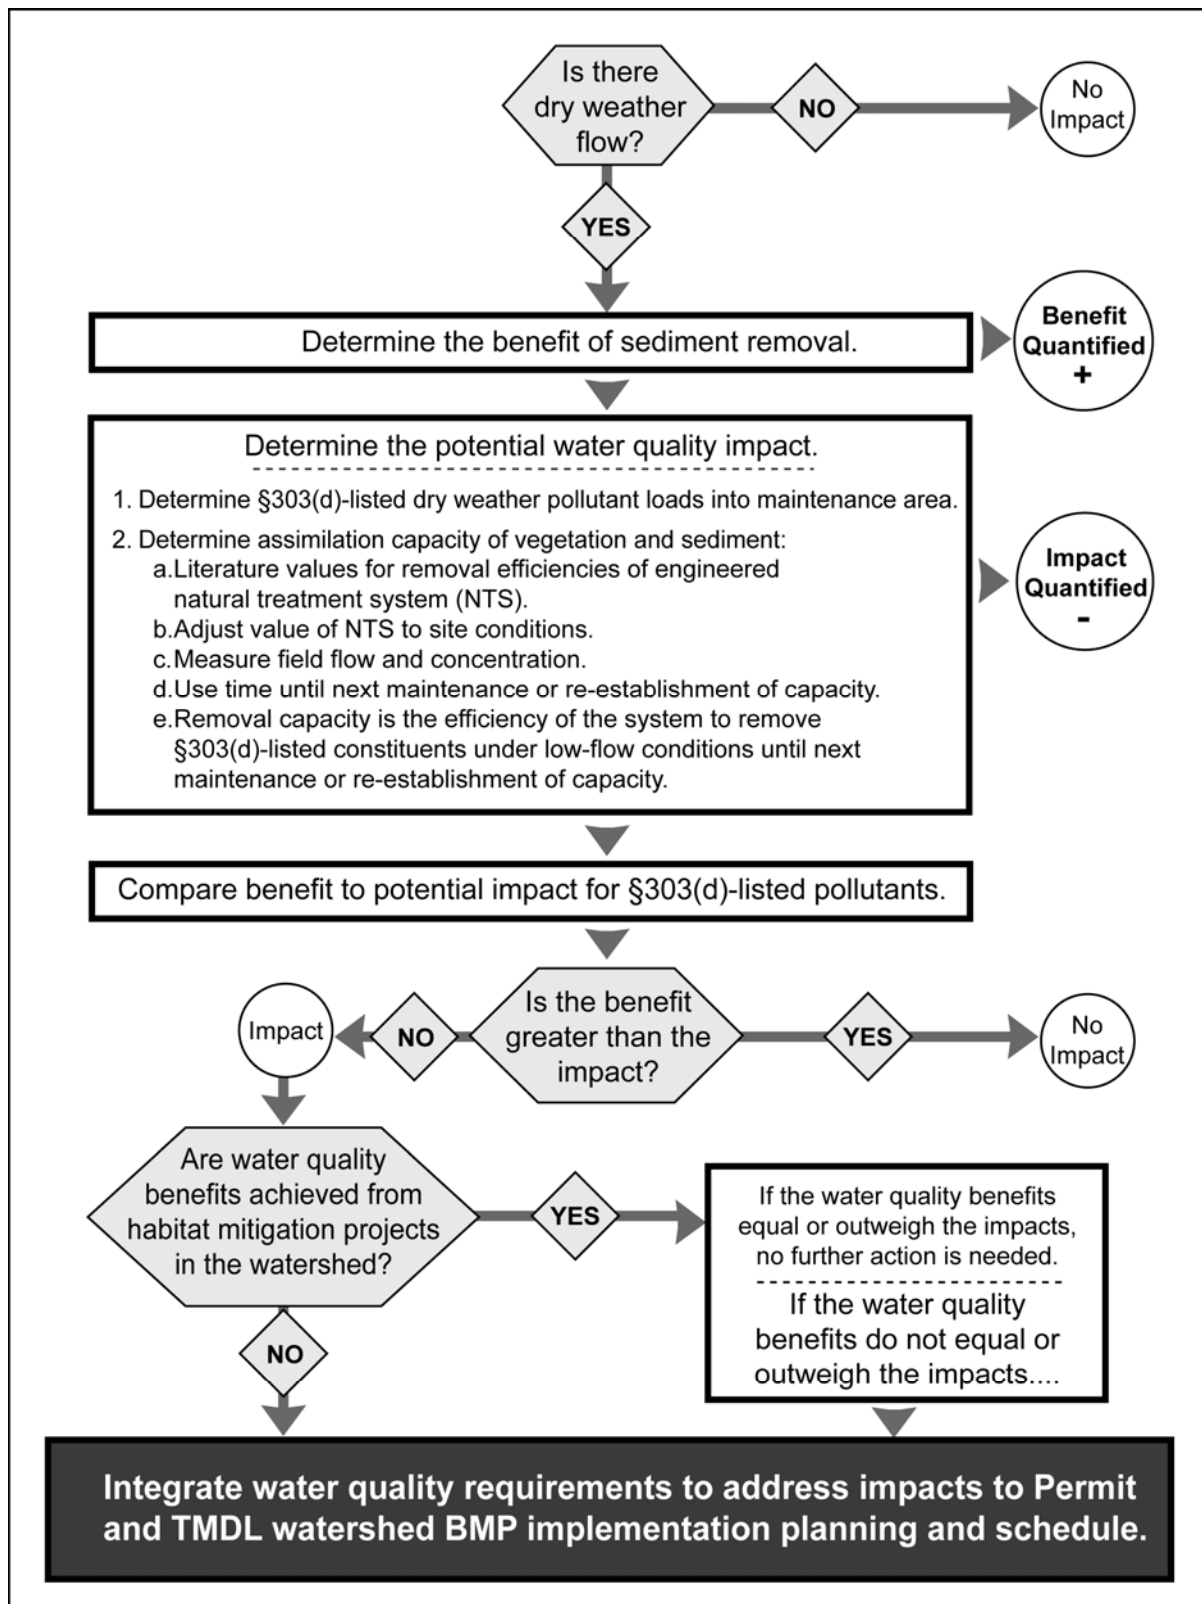 Is there
dry weather
flow?
NO
No
Impact
YES
Determine the benefit of sediment removal.
Benefit
Quantified
+
Determine the potential water quality impact.
1. Determine §303(d)-listed dry weather pollutant loads into maintenance area.
2. Determine assimilation capacity of vegetation and sediment:
a.Literature values for removal efficiencies of engineered
natural treatment system (NTS).
b.Adjust value of NTS to site conditions.
c.Measure field flow and concentration.
d.Use time until next maintenance or re-establishment of capacity.
e.Removal capacity is the efficiency of the system to remove
§303(d)-listed constituents under low-flow conditions until next
maintenance or re-establishment of capacity.
Impact
Quantified
-
Compare benefit to potential impact for §303(d)-listed pollutants.
Is the benefit
greater than the
impact?
NO
Impact
YES
No
Impact
Are water quality
benefits achieved from
habitat mitigation projects
in the watershed?
YES
If the water quality benefits
equal or outweigh the impacts,
no further action is needed.
If the water quality
benefits do not equal or
outweigh the impacts....
NO
Integrate water quality requirements to address impacts to Permit
and TMDL watershed BMP implementation planning and schedule.